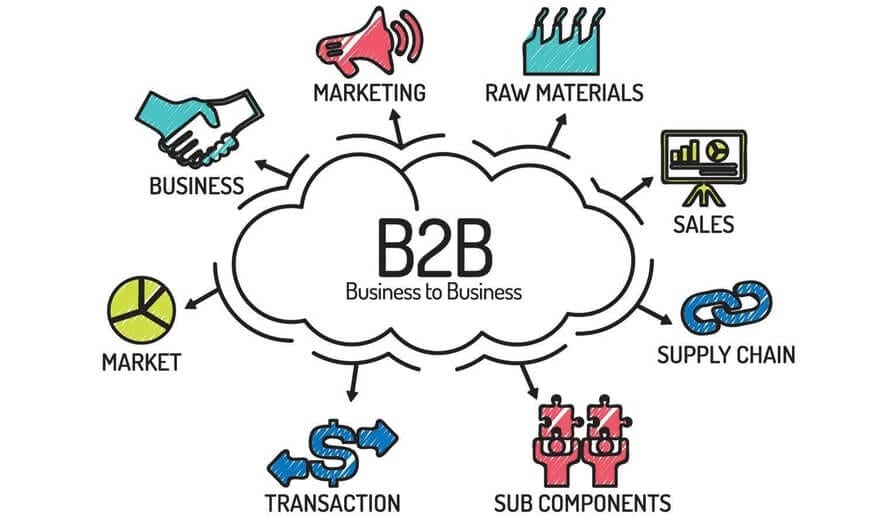 MARKETING
RAW MATERIALS
BUSINESS
SALES
B2B
Business to Business
MARKET
SUPPLY CHAIN
TRANSACTION
SUB COMPONENTS